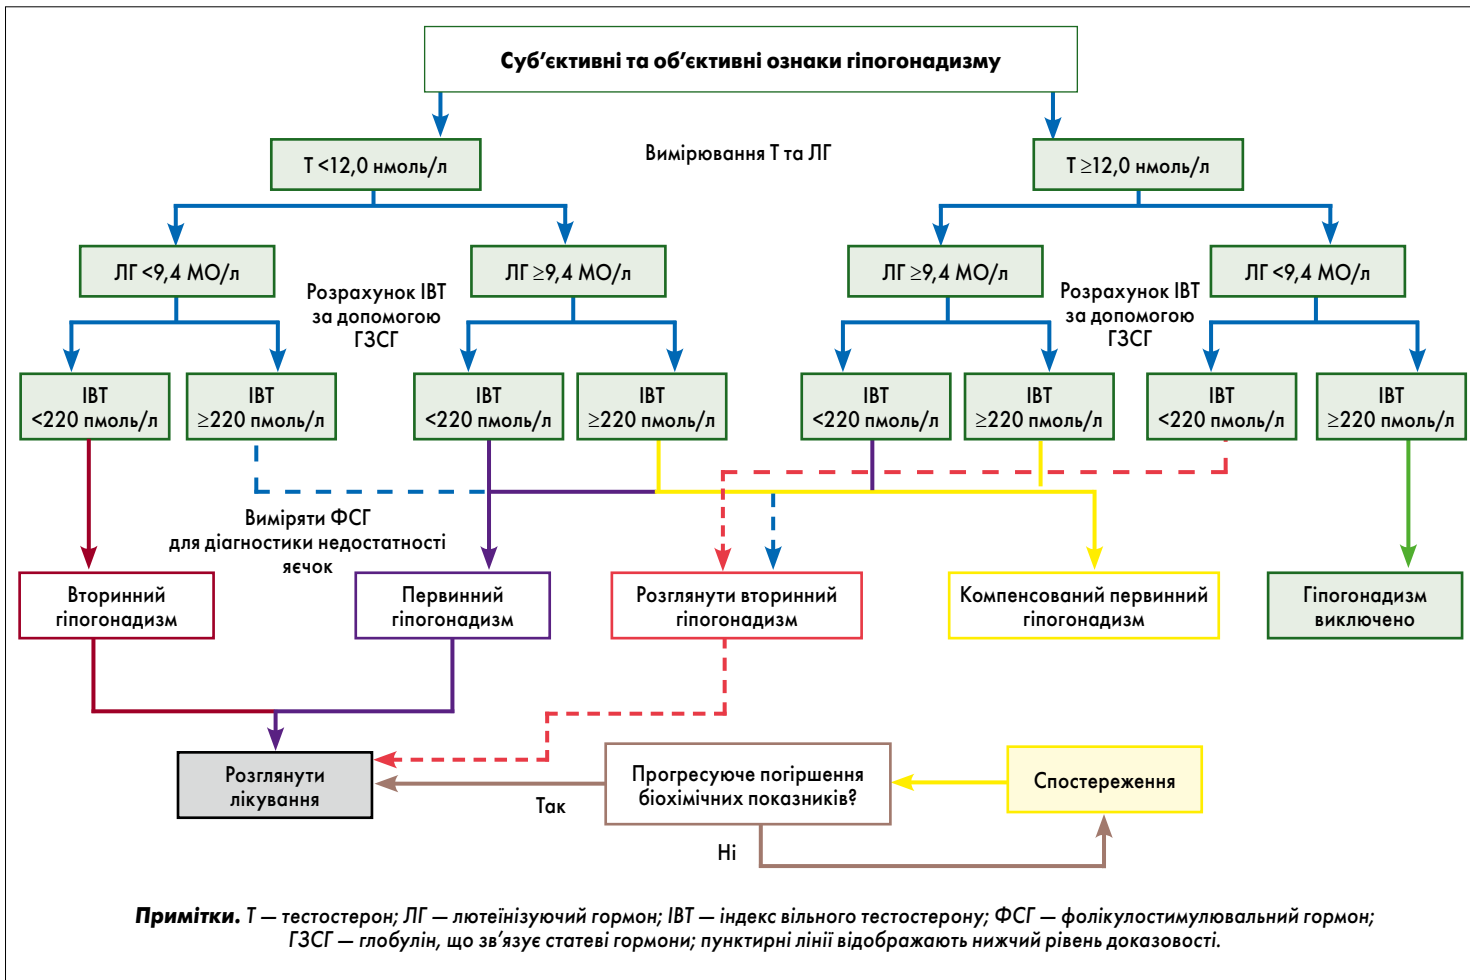 Суб’єктивні та об’єктивні ознаки гіпогонадизму
Вимірювання Т та ЛГ
Т <12,0 нмоль/л
Т ≥12,0 нмоль/л
ЛГ <9,4 МО/л
ЛГ ≥9,4 МО/л
ЛГ ≥9,4 МО/л
ЛГ <9,4 МО/л
Розрахунок ІВТ
за допомогою
ГЗСГ
Розрахунок ІВТ
за допомогою
ГЗСГ
ІВТ
<220 пмоль/л
ІВТ
≥220 пмоль/л
ІВТ
<220 пмоль/л
ІВТ
≥220 пмоль/л
ІВТ
<220 пмоль/л
ІВТ
≥220 пмоль/л
ІВТ
<220 пмоль/л
ІВТ
≥220 пмоль/л
Виміряти ФСГ
для діагностики недостатності
яєчок
Вторинний
гіпогонадизм
Первинний
гіпогонадизм
Розглянути вторинний
гіпогонадизм
Компенсований первинний
гіпогонадизм
Гіпогонадизм
виключено
Розглянути
лікування
Так
Прогресуюче погіршення
біохімічних показників?
Ні
Спостереження
Примітки. Т — тестостерон; ЛГ — лютеїнізуючий гормон; ІВТ — індекс вільного тестостерону; ФСГ — фолікулостимулювальний гормон;
ГЗСГ — глобулін, що зв’язує статеві гормони; пунктирні лінії відображають нижчий рівень доказовості.